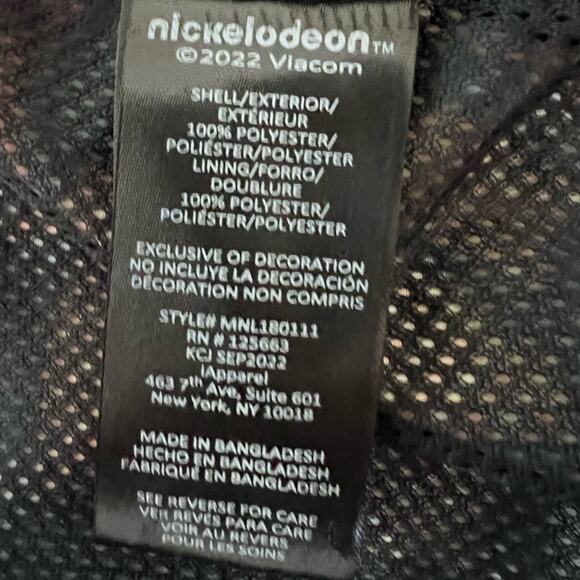 nickelodeon™
©2022 Viacom
SHELL/EXTERIOR/
EXTÉRIEUR
100% POLYESTER/
POLIÉSTER/POLYESTER
LINING/FORRO/
DOUBLURE
100% POLYESTER/
POLIÉSTER/POLYESTER
EXCLUSIVE OF DECORATION
NO INCLUYE LA DECORACIÓN
DÉCORATION NON COMPRIS
STYLE# MNL180111
RN # 125663
KCJ SEP2022
iApparel
463 7th Ave, Suite 601
New York, NY 10018
MADE IN BANGLADESH
HECHO EN BANGLADESH
FABRIQUÉ EN BANGLADESH
SEE REVERSE FOR CARE
VEIL REVÉS PARA CARE
VOIR AU REVERS
POUR LES SOINS